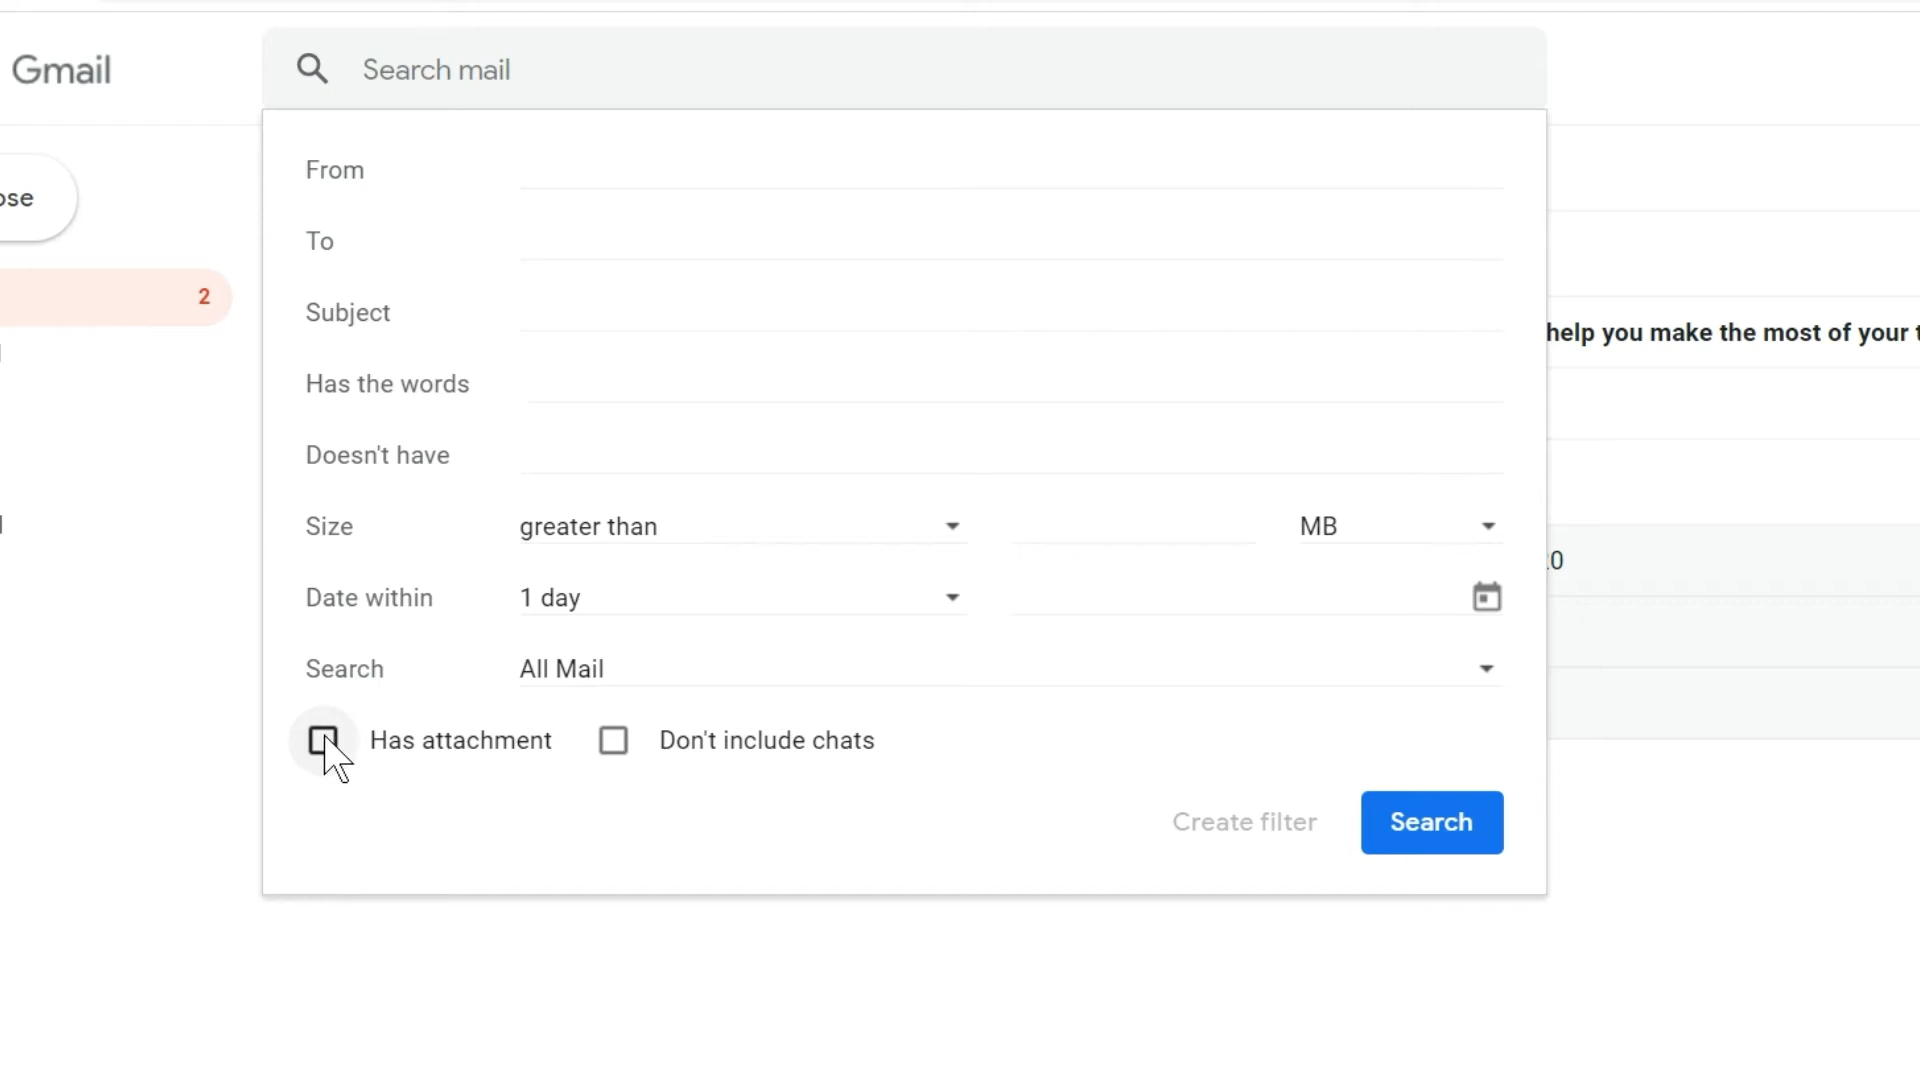 Gmail
Search mail
ose
2
From
To
Subject
help you make the most of your t
Has the words
Doesn't have
Size greater than MB
20
Date within 1 day
Search All Mail
Has attachment Don't include chats
Create filter Search